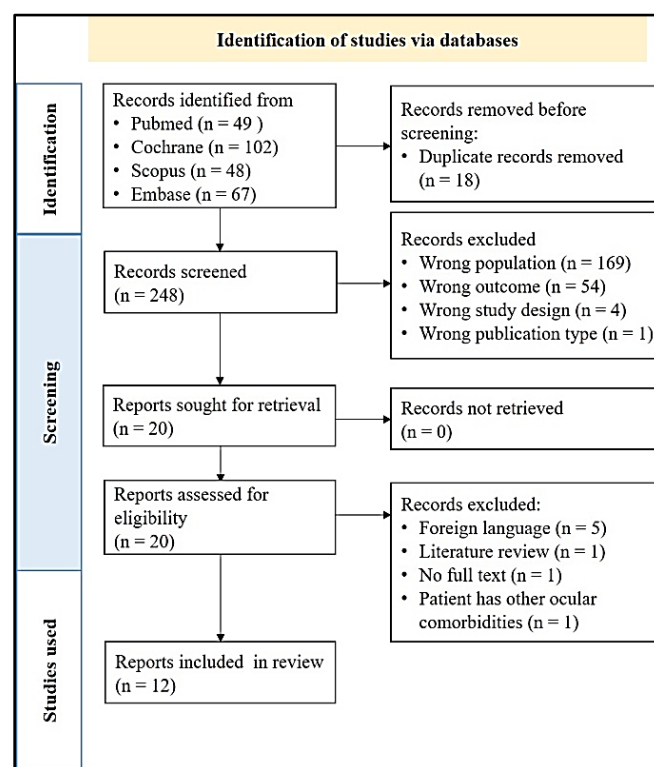 Identification of studies via databases
Identification
Records identified from
• Pubmed (n = 49 )
• Cochrane (n = 102)
• Scopus (n = 48)
• Embase (n = 67)
Records removed before
screening:
• Duplicate records removed
(n = 18)
Screening
Records screened
(n = 248)
Records excluded
• Wrong population (n = 169)
• Wrong outcome (n = 54)
• Wrong study design (n = 4)
• Wrong publication type (n = 1)
Reports sought for retrieval
(n = 20)
Records not retrieved
(n = 0)
Reports assessed for
eligibility
(n = 20)
Records excluded:
• Foreign language (n = 5)
• Literature review (n = 1)
• No full text (n = 1)
• Patient has other ocular
comorbidities (n = 1)
Studies used
Reports included in review
(n = 12)